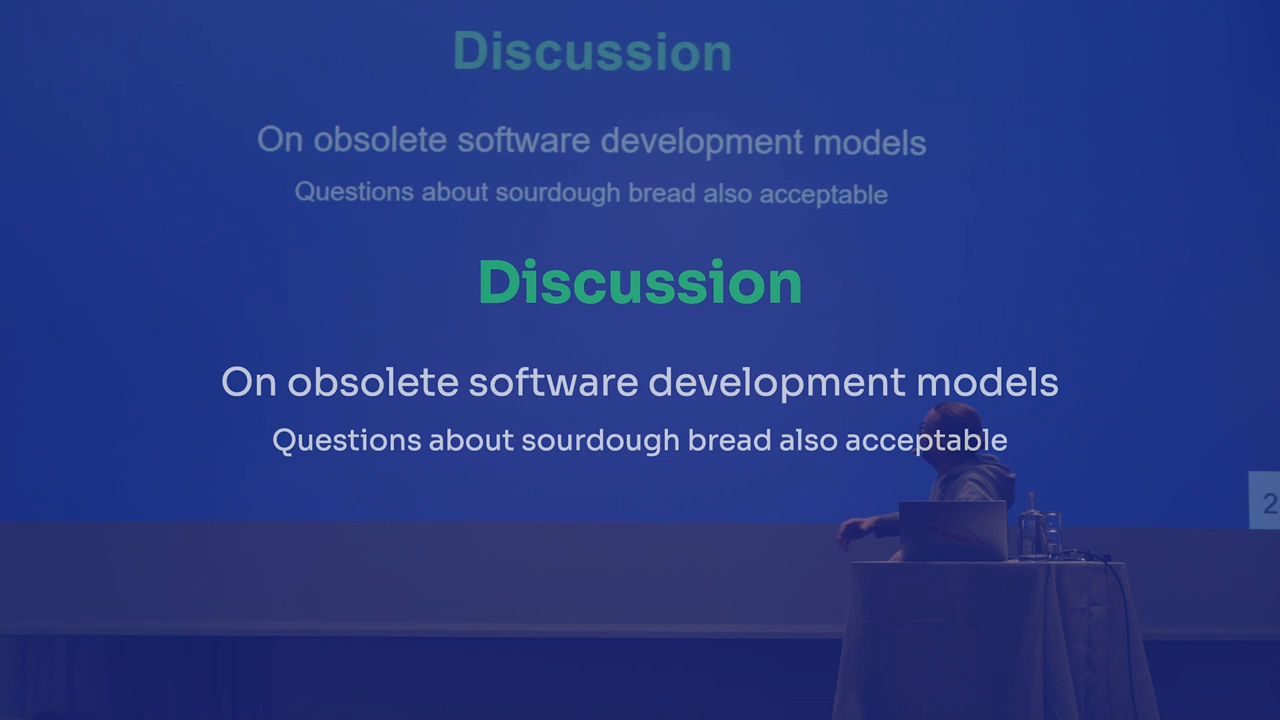 Discussion
On obsolete software development models
Questions about sourdough bread also acceptable
Discussion
On obsolete software development models
Questions about sourdough bread also acceptable
2